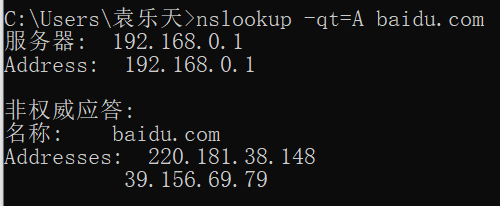 C:\Users\袁乐天>nslookup -qt=A baidu.com
服务器:  192.168.0.1
Address:  192.168.0.1
非权威应答:
名称:    baidu.com
Addresses:  220.181.38.148
39.156.69.79